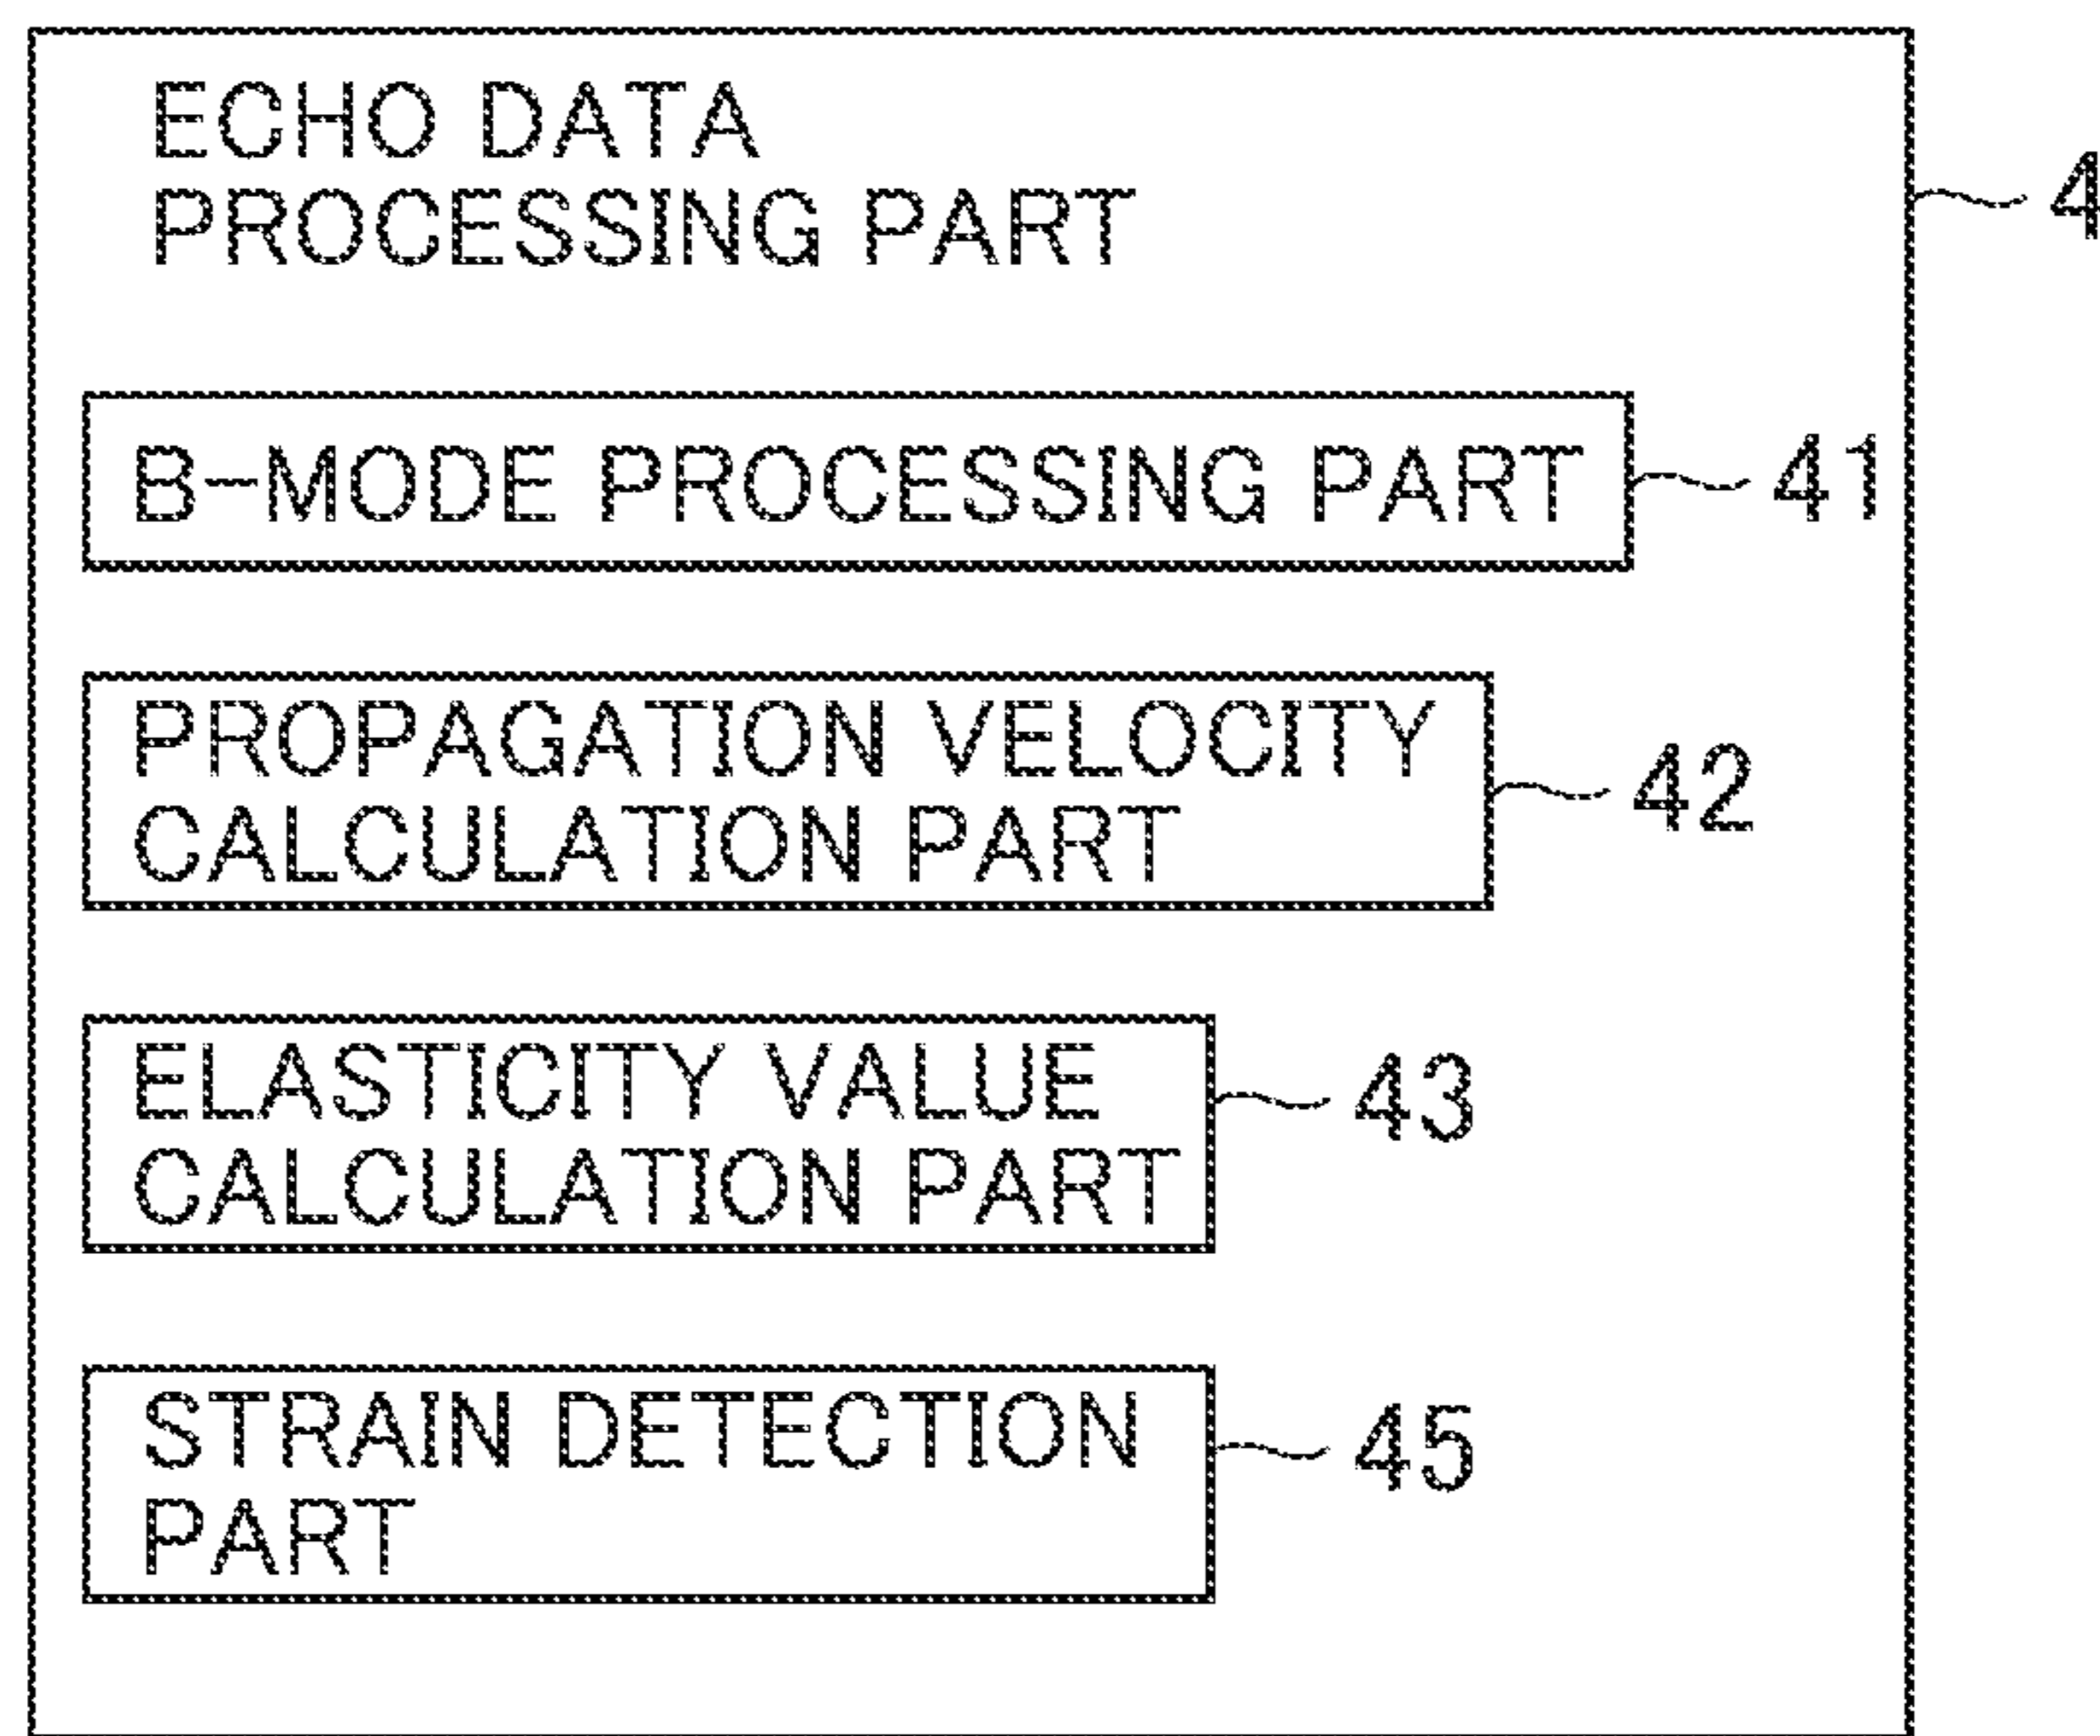 ECHO DATA
PROCESSING PART
4
B-MODE PROCESSING PART
41
PROPAGATION VELOCITY
CALCULATION PART
42
ELASTICITY VALUE
CALCULATION PART
43
STRAIN DETECTION
PART
45